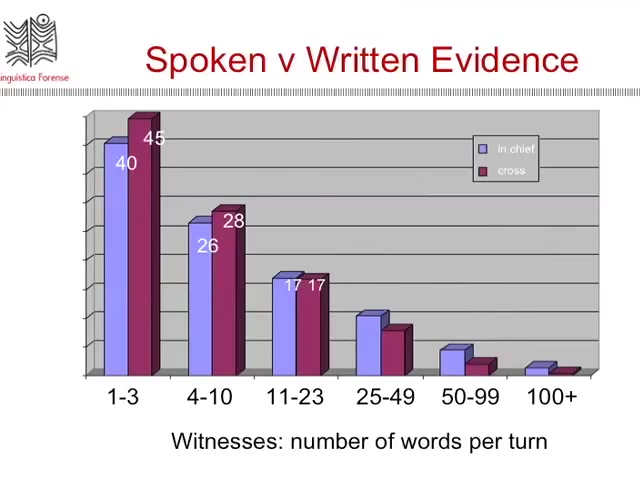 Linguistica Forense
Spoken v Written Evidence
45
40
28
26
17 17
in chief
cross
1-3 4-10 11-23 25-49 50-99 100+
Witnesses: number of words per turn